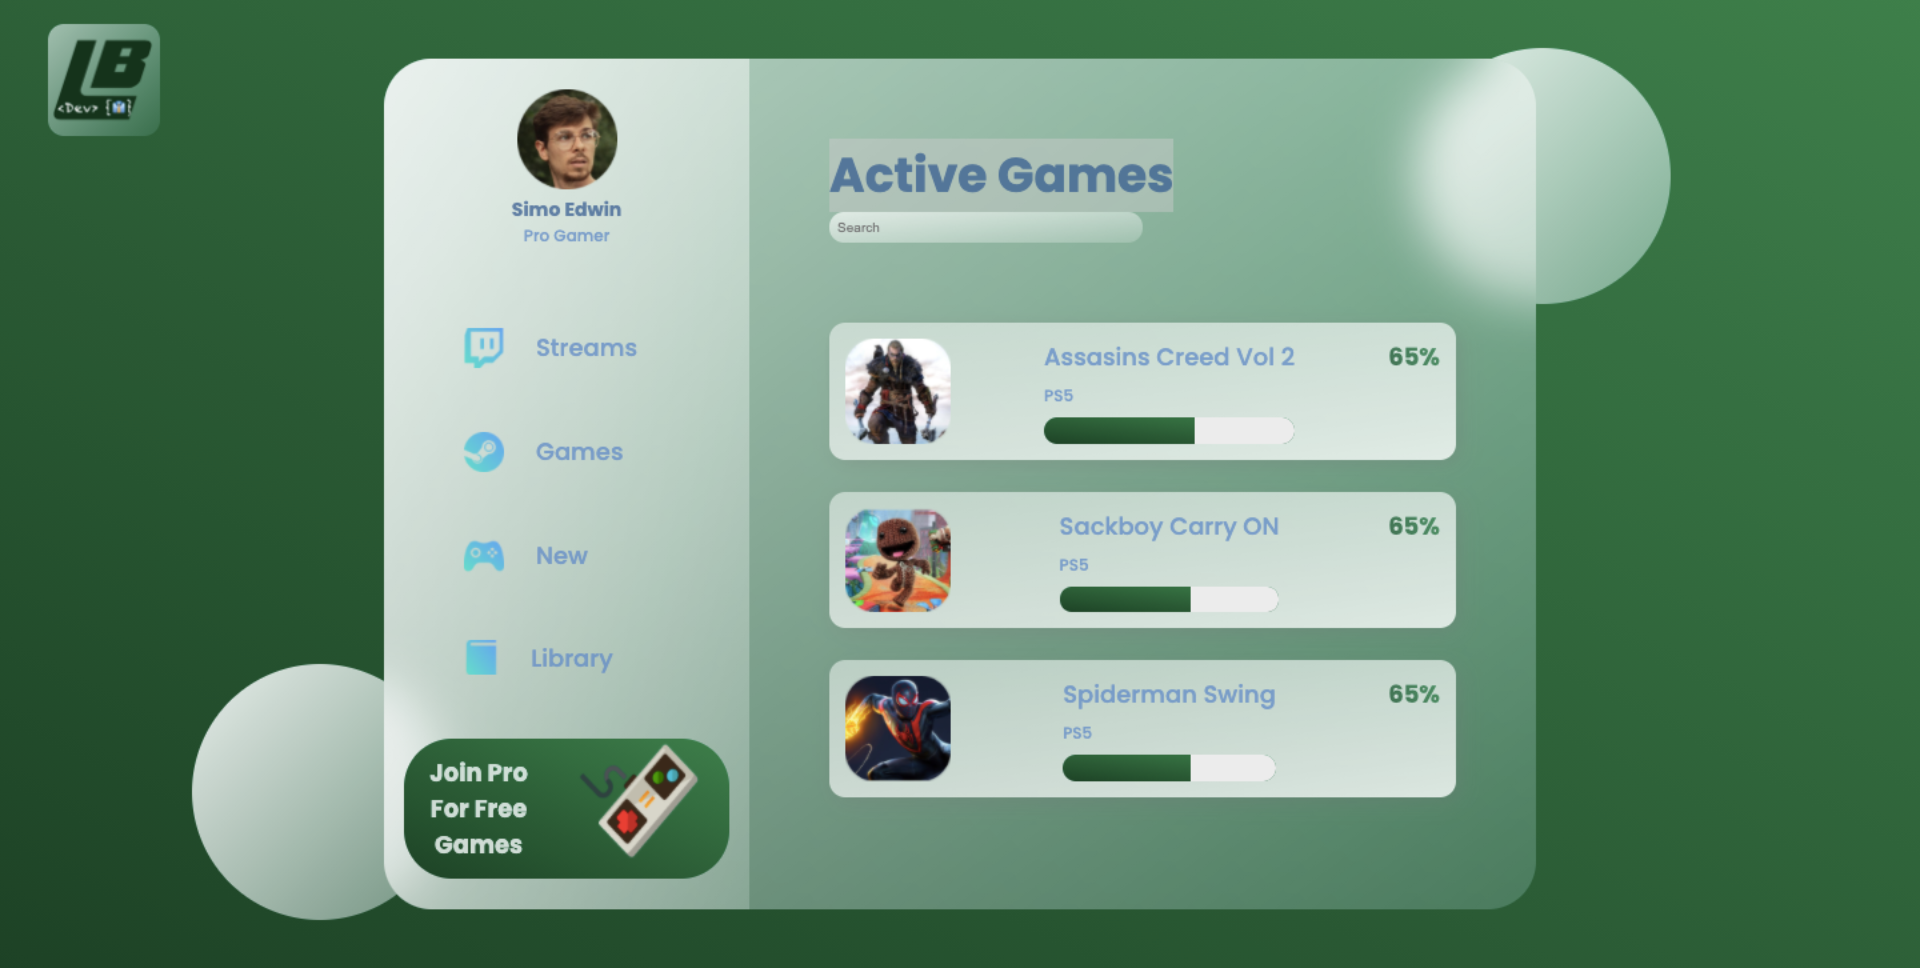 LB
<Dev> {
}
Simo Edwin
Pro Gamer
Streams
Games
New
Library
Join Pro
For Free
Games
Active Games
Search
Assasins Creed Vol 2
65%
PS5
Sackboy Carry ON
65%
PS5
Spiderman Swing
65%
PS5